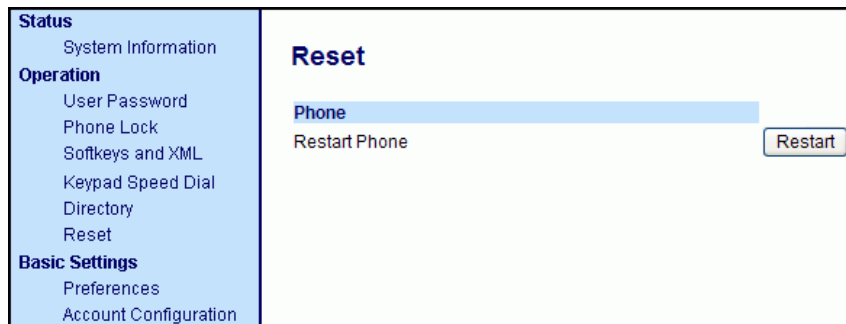 Status
System Information
Operation
User Password
Phone Lock
Softkeys and XML
Keypad Speed Dial
Directory
Reset
Basic Settings
Preferences
Account Configuration
Reset
Phone
Restart Phone
Restart